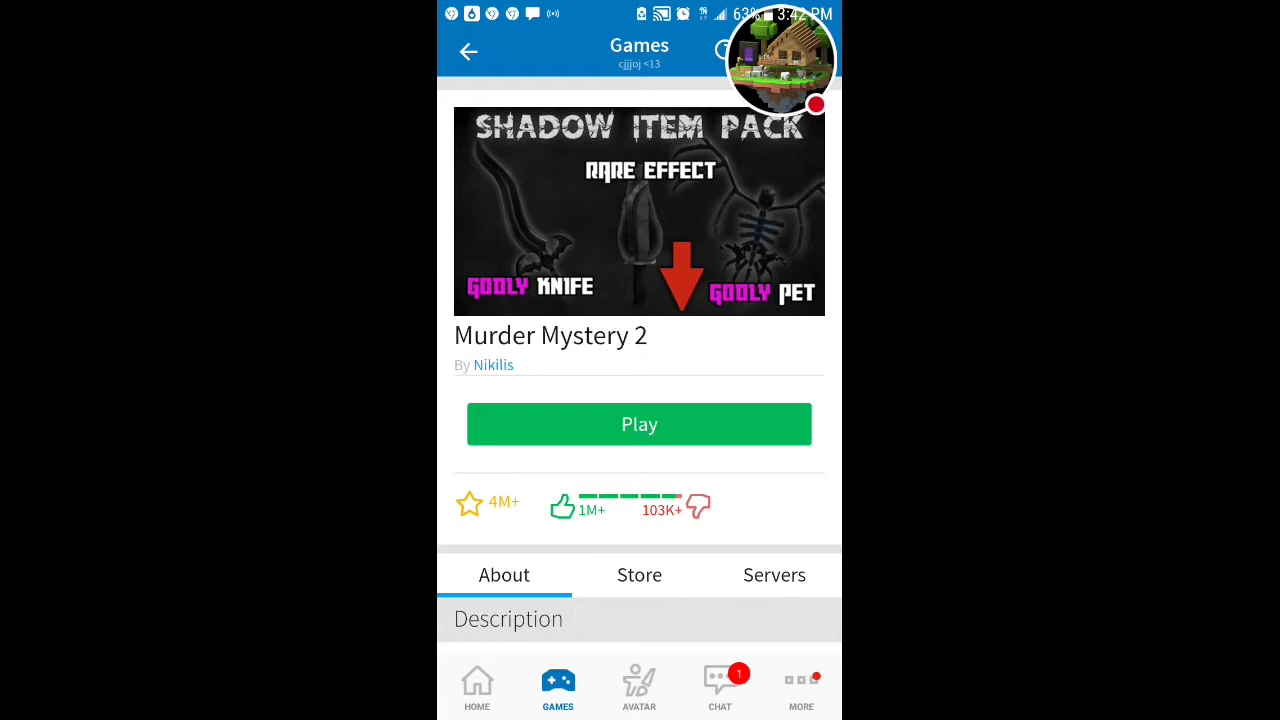 63% 3:42 PM
Games
cjjjoj <13
SHADOW ITEM PACK
RARE EFFECT
GODLY KNIFE
GODLY PET
Murder Mystery 2
By Nikilis
Play
4M+
1M+
103K+
About
Store
Servers
Description
1
HOME
GAMES
AVATAR
CHAT
MORE